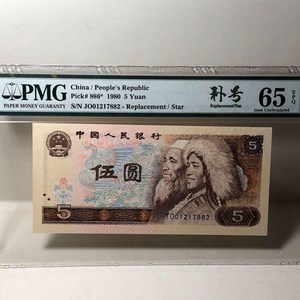 PMG
PAPER MONEY GUARANTY
China / People's Republic
Pick# 886* 1980 5 Yuan
S/N JO01217882 - Replacement / Star
补号
Replacement/Star
65 EPQ
Gem Uncirculated
中国人民银行
伍圆
5
5
JO01217882
5